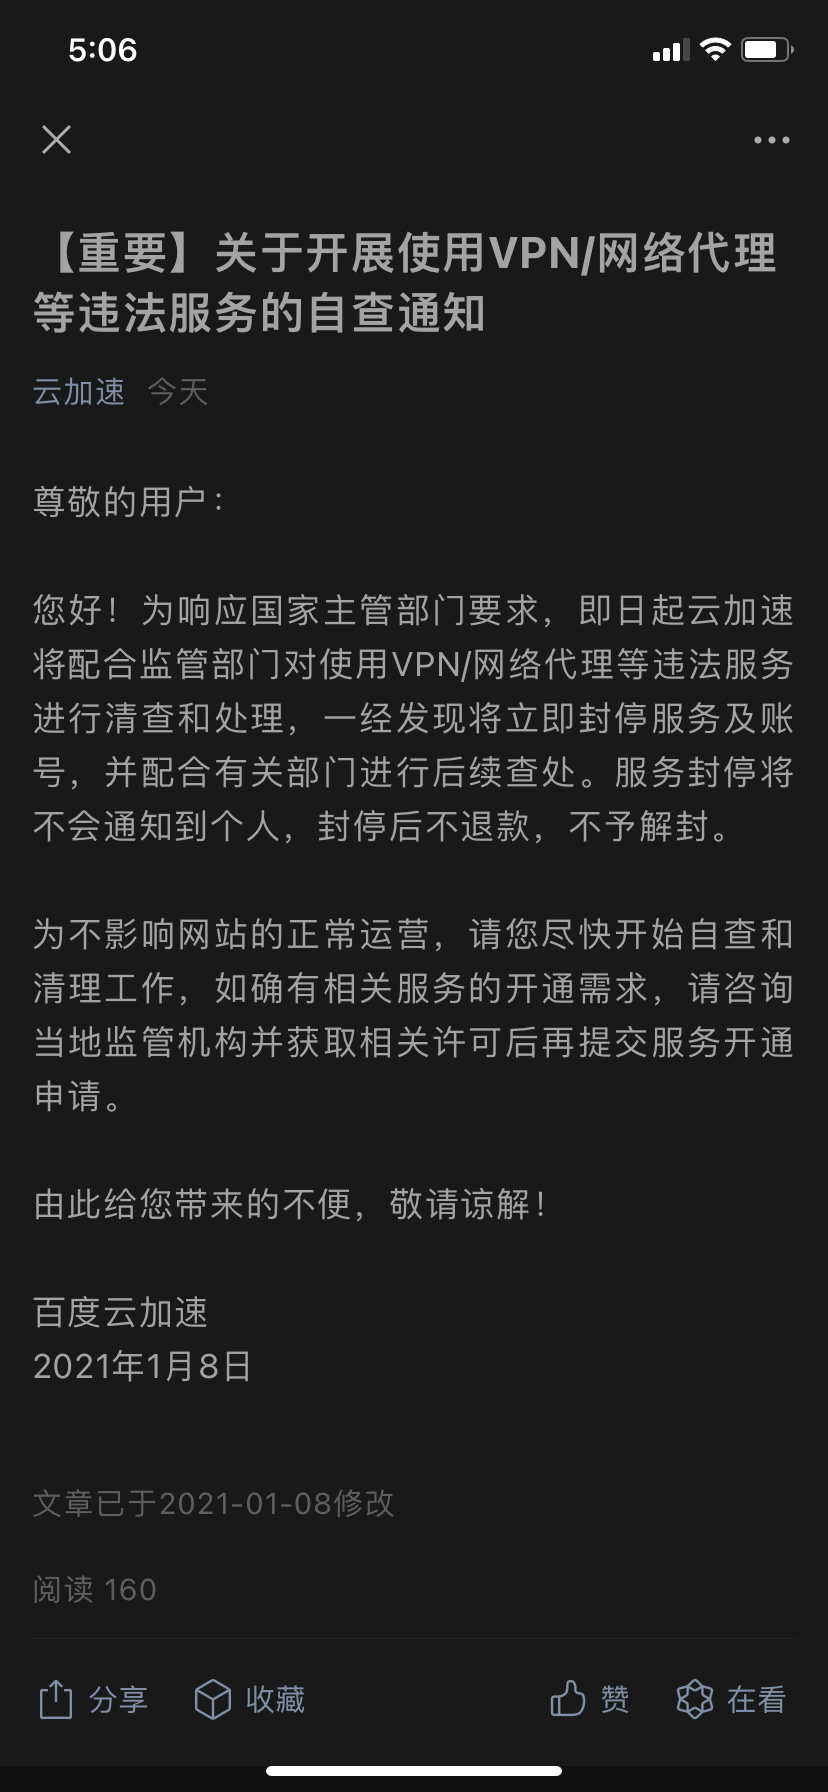 5:06
【重要】关于开展使用VPN/网络代理
等违法服务的自查通知
云加速 今天
尊敬的用户：
您好！为响应国家主管部门要求，即日起云加速
将配合监管部门对使用VPN/网络代理等违法服务
进行清查和处理，一经发现将立即封停服务及账
号，并配合有关部门进行后续查处。服务封停将
不会通知到个人，封停后不退款，不予解封。
为不影响网站的正常运营，请您尽快开始自查和
清理工作，如确有相关服务的开通需求，请咨询
当地监管机构并获取相关许可后再提交服务开通
申请。
由此给您带来的不便，敬请谅解！
百度云加速
2021年1月8日
文章已于2021-01-08修改
阅读 160
分享 收藏 赞 在看